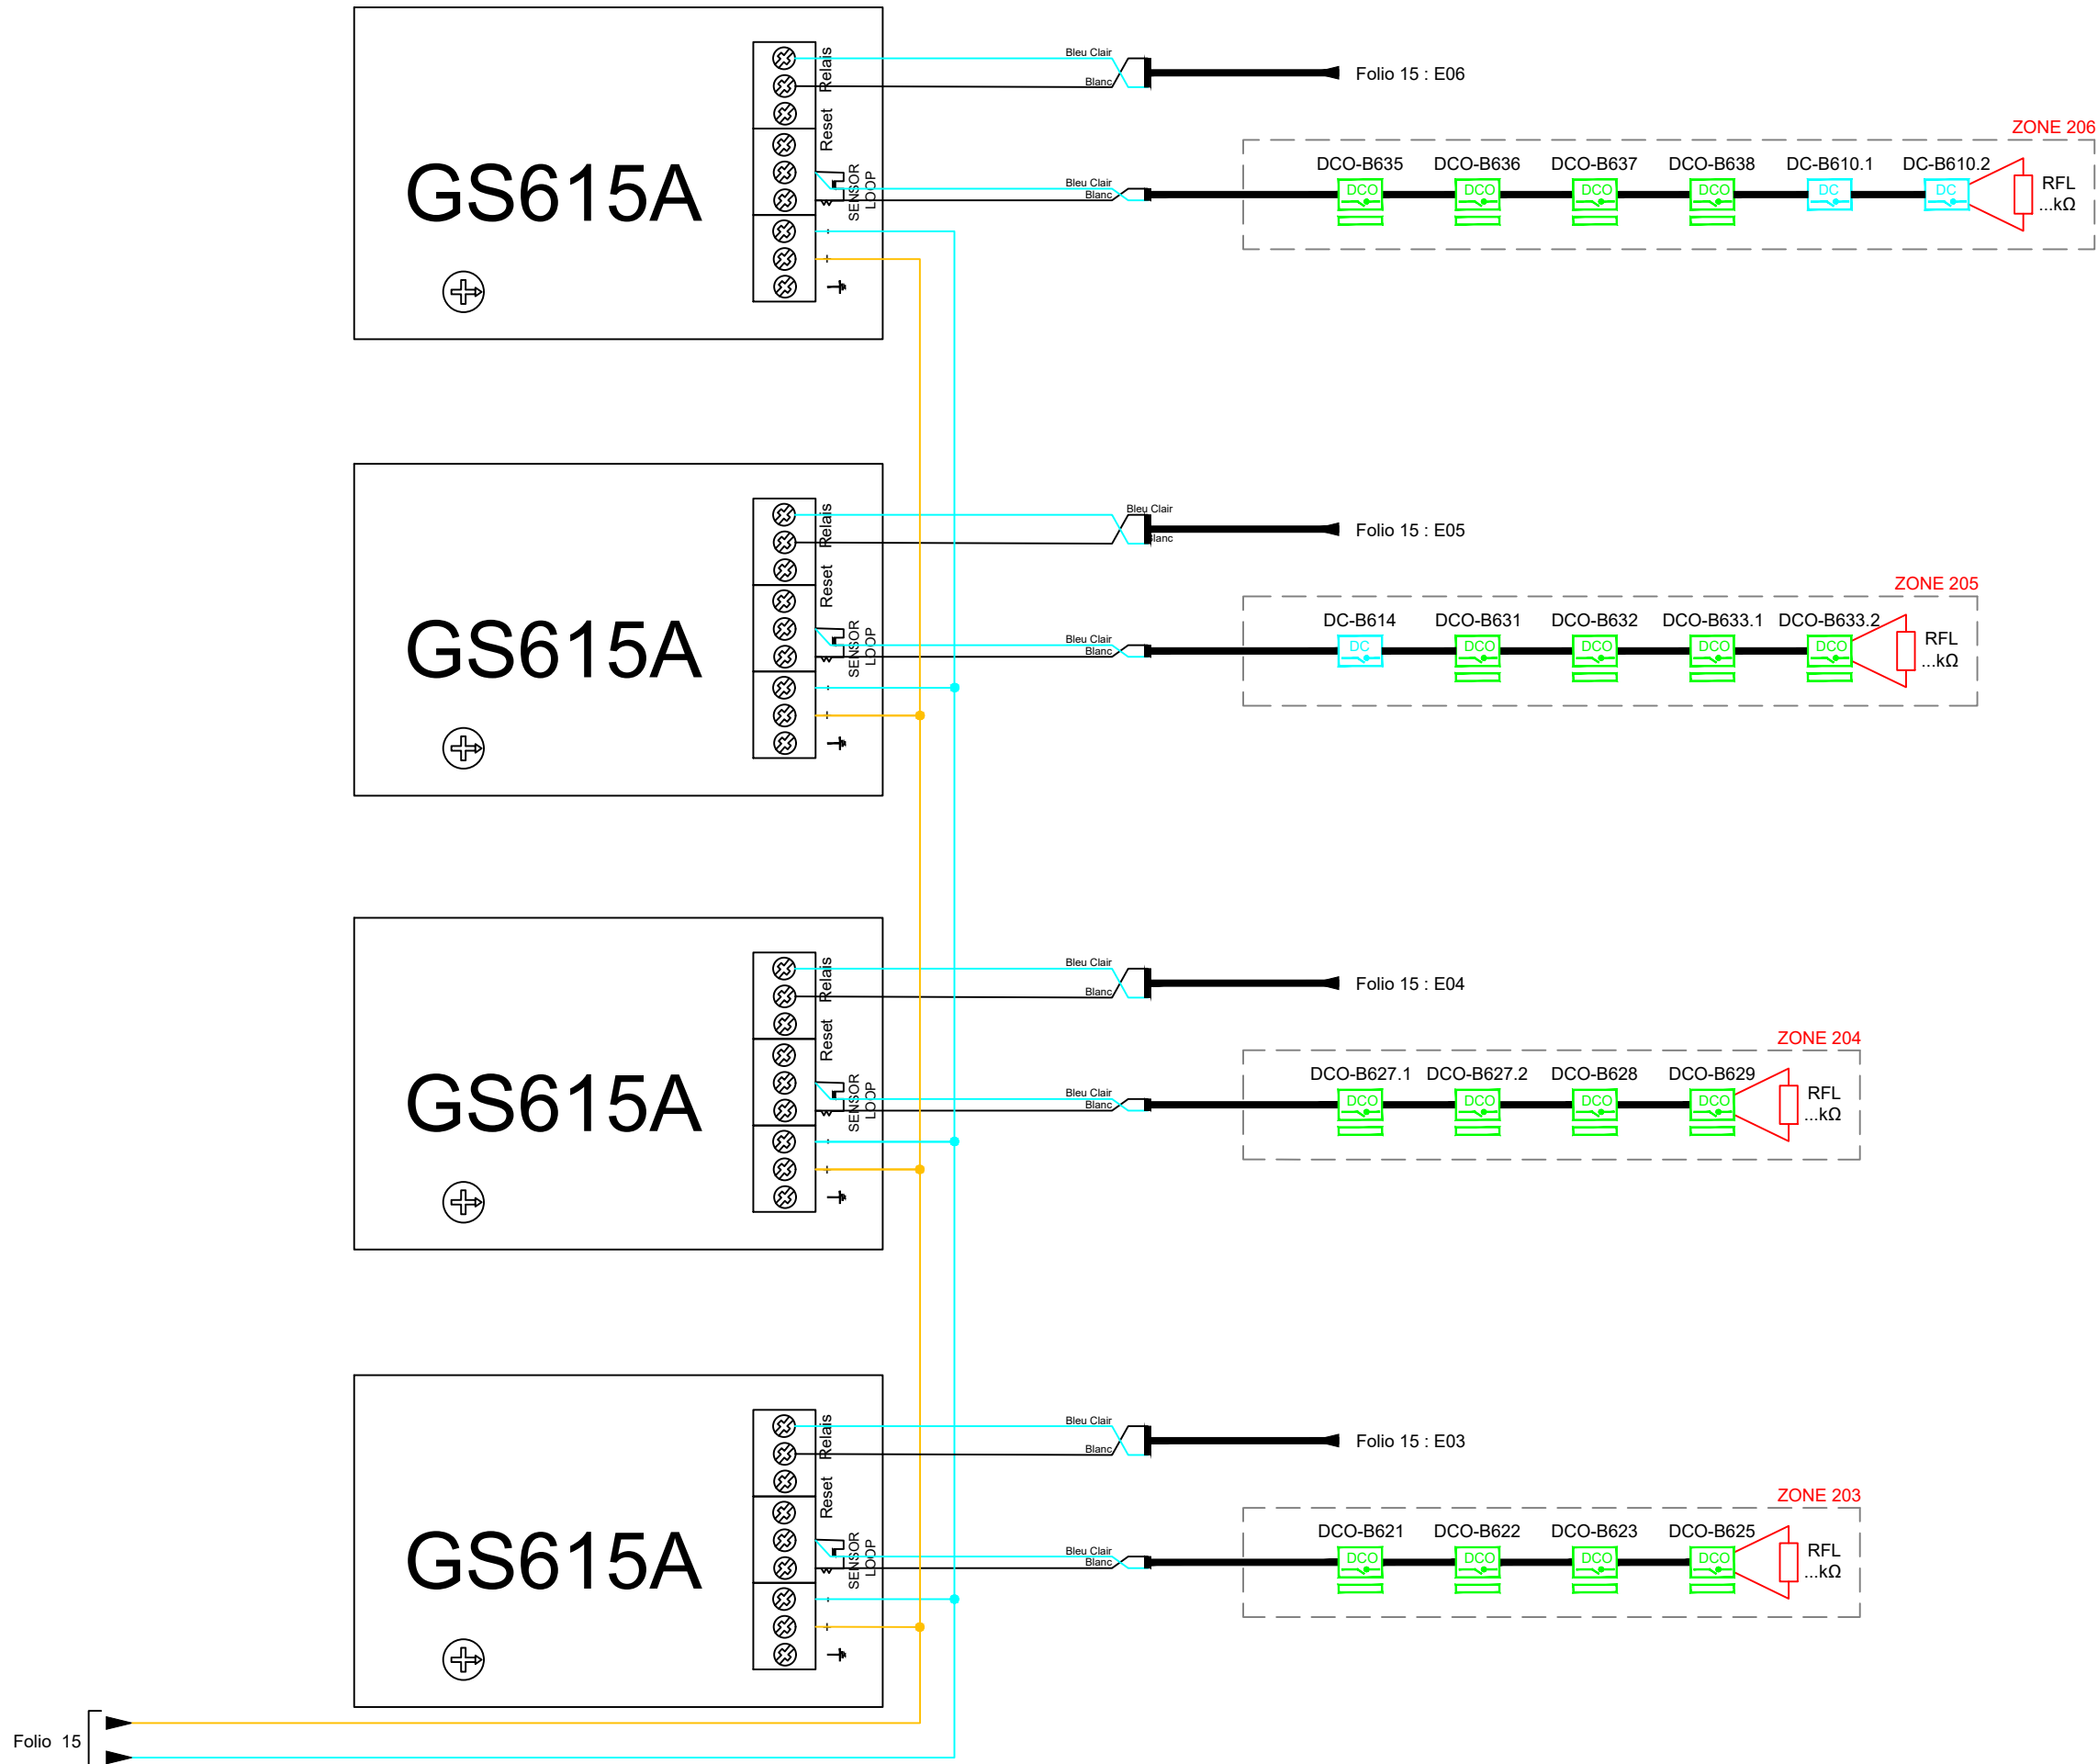 Relais
Reset
SENSOR
LOOP
-
+
GS615A
Bleu Clair
Blanc
Folio 15 : E06
Bleu Clair
Blanc
ZONE 206
DCO-B635 DCO-B636 DCO-B637 DCO-B638 DC-B610.1 DC-B610.2
DCO DCO DCO DCO DC DC
RFL
...kΩ
Relais
Reset
SENSOR
LOOP
-
+
GS615A
Bleu Clair
Blanc
Folio 15 : E05
Bleu Clair
Blanc
ZONE 205
DC-B614 DCO-B631 DCO-B632 DCO-B633.1 DCO-B633.2
DC DCO DCO DCO DCO
RFL
...kΩ
Relais
Reset
SENSOR
LOOP
-
+
GS615A
Bleu Clair
Blanc
Folio 15 : E04
Bleu Clair
Blanc
ZONE 204
DCO-B627.1 DCO-B627.2 DCO-B628 DCO-B629
DCO DCO DCO DCO
RFL
...kΩ
Relais
Reset
SENSOR
LOOP
-
+
GS615A
Bleu Clair
Blanc
Folio 15 : E03
Bleu Clair
Blanc
ZONE 203
DCO-B621 DCO-B622 DCO-B623 DCO-B625
DCO DCO DCO DCO
RFL
...kΩ
Folio 15